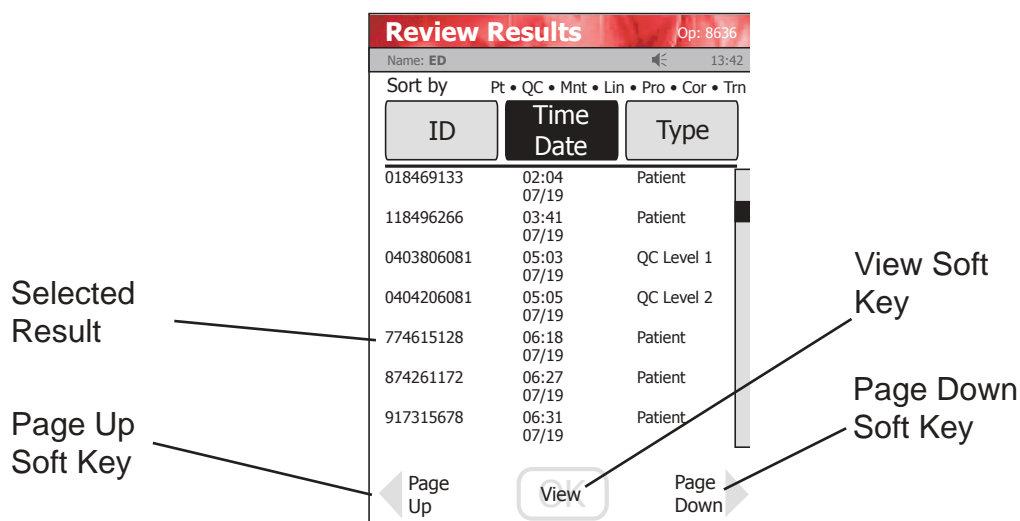 Review Results Op: 8636
Name: ED 13:42
Sort by Pt • QC • Mnt • Lin • Pro • Cor • Trn
ID Time Date Type
018469133 02:04 Patient
07/19
118496266 03:41 Patient
07/19
0403806081 05:03 QC Level 1
07/19
0404206081 05:05 QC Level 2
07/19
774615128 06:18 Patient
07/19
874261172 06:27 Patient
07/19
917315678 06:31 Patient
07/19
Page Up
OK
View
Page Down
Selected
Result
Page Up
Soft Key
View Soft
Key
Page Down
Soft Key